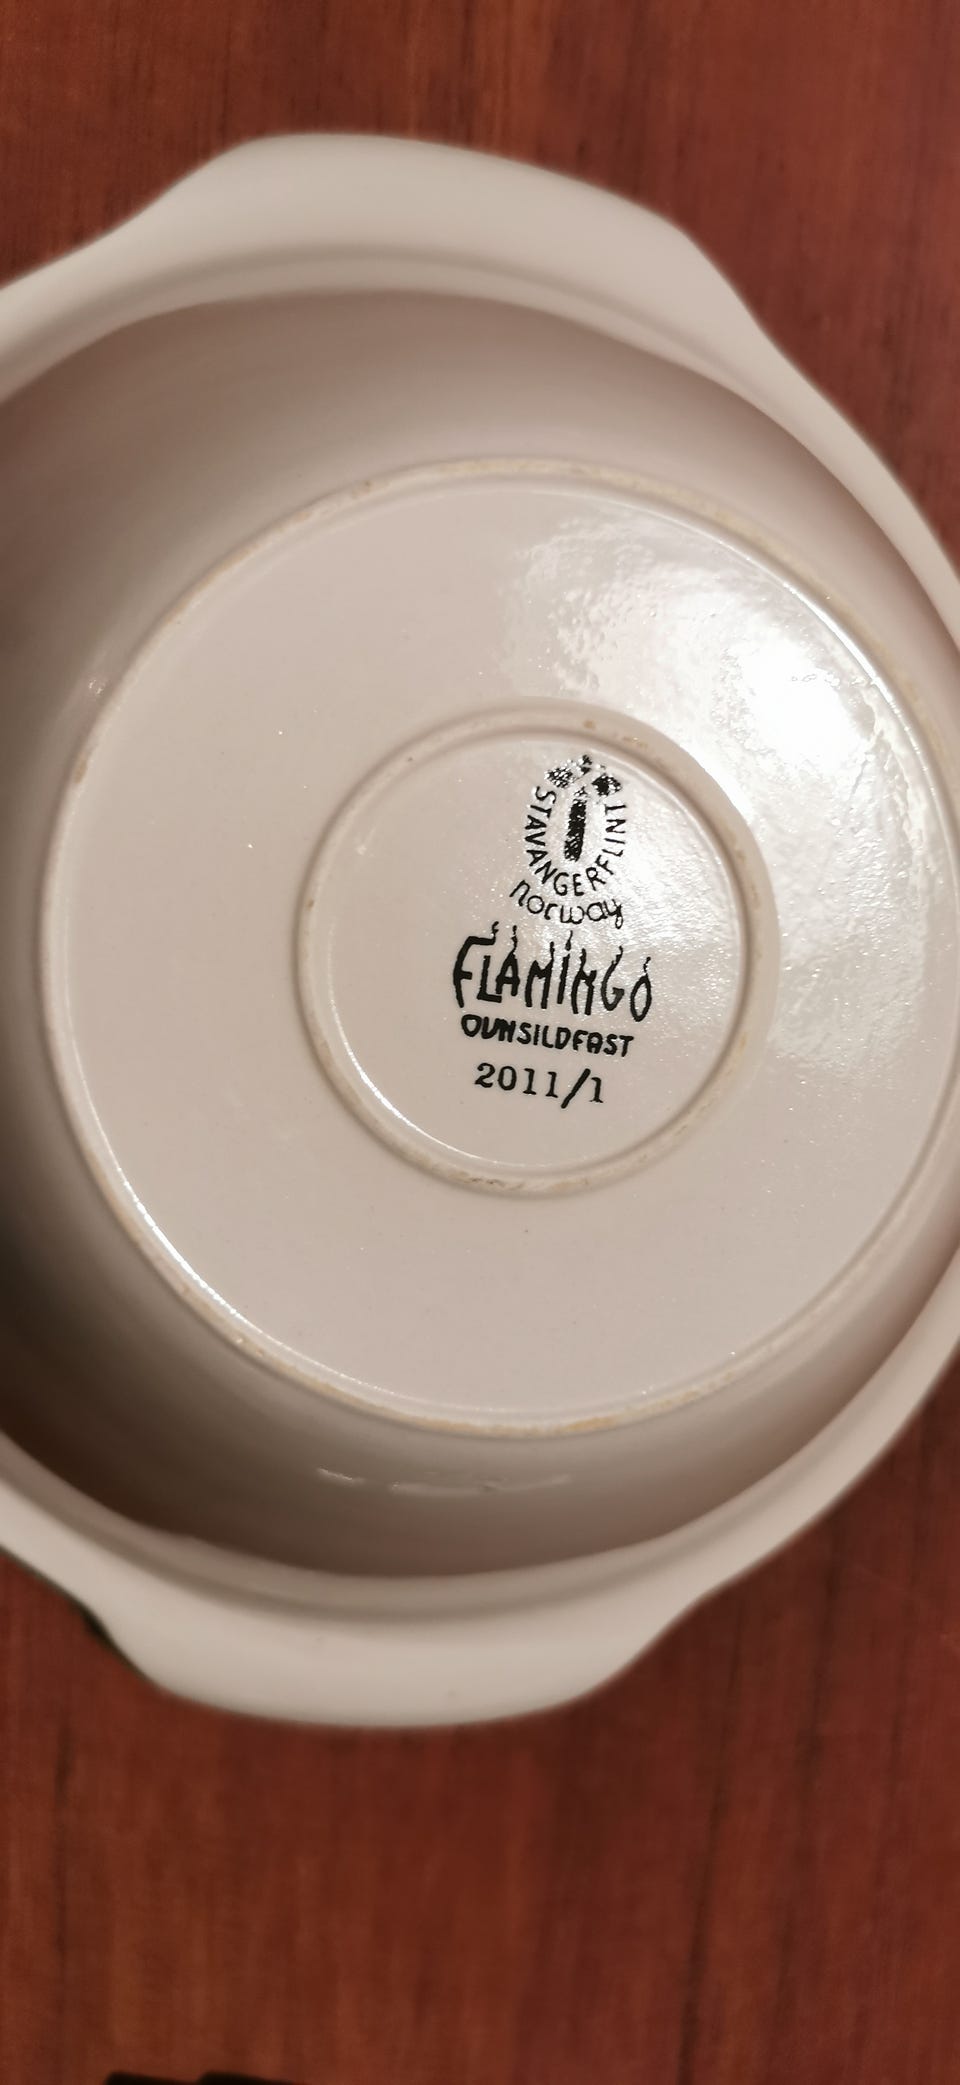 STAVANGERFLINT
norway
FLAMINGO
OVNSILDFAST
2011/1